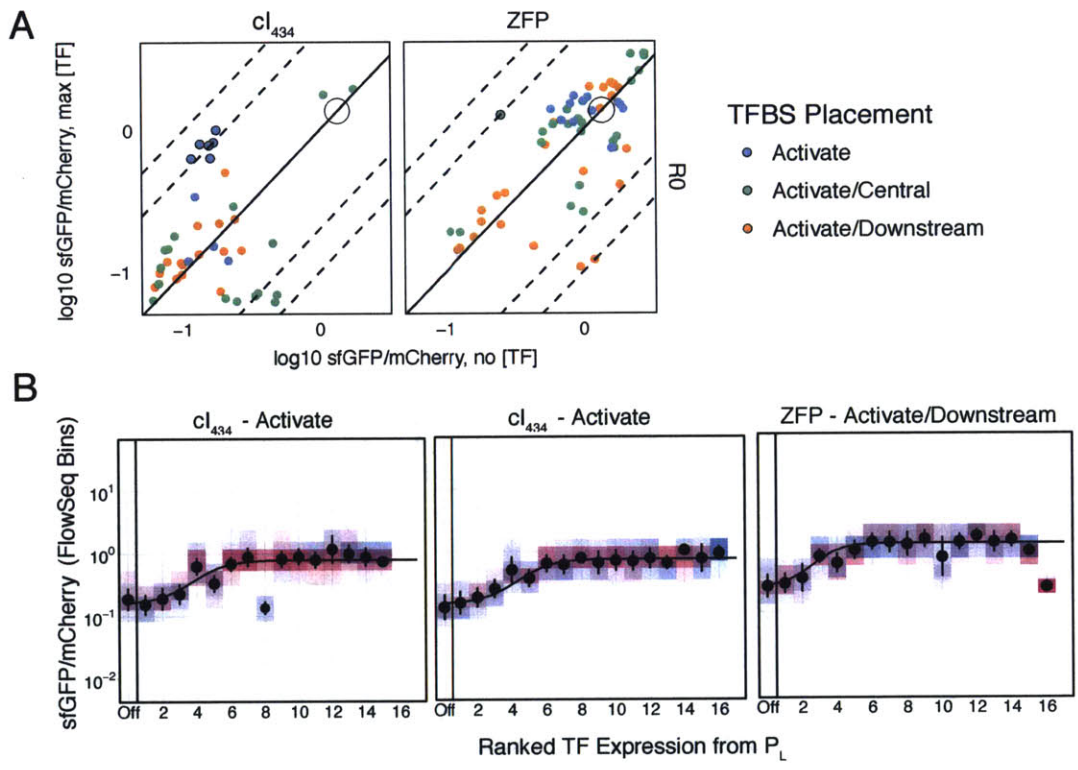 A
cI434
ZFP
log10 sfGFP/mCherry, max [TF]
0
−1
−1
0
−1
0
log10 sfGFP/mCherry, no [TF]
R0
TFBS Placement
Activate
Activate/Central
Activate/Downstream
B
cI434 - Activate
cI434 - Activate
ZFP - Activate/Downstream
sfGFP/mCherry (FlowSeq Bins)
10^1
10^0
10^-1
10^-2
Off 2 4 6 8 10 12 14 16
Off 2 4 6 8 10 12 14 16
Off 2 4 6 8 10 12 14 16
Ranked TF Expression from PL